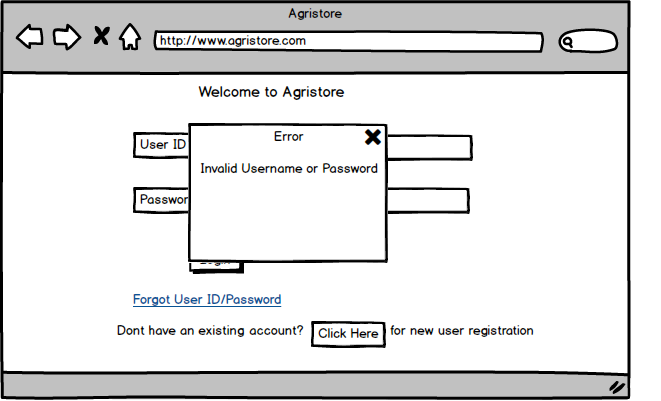 Agristore
http://www.agristore.com
Welcome to Agristore
Error
User ID
Invalid Username or Password
Passwor
Forgot User ID/Password
Dont have an existing account? Click Here for new user registration